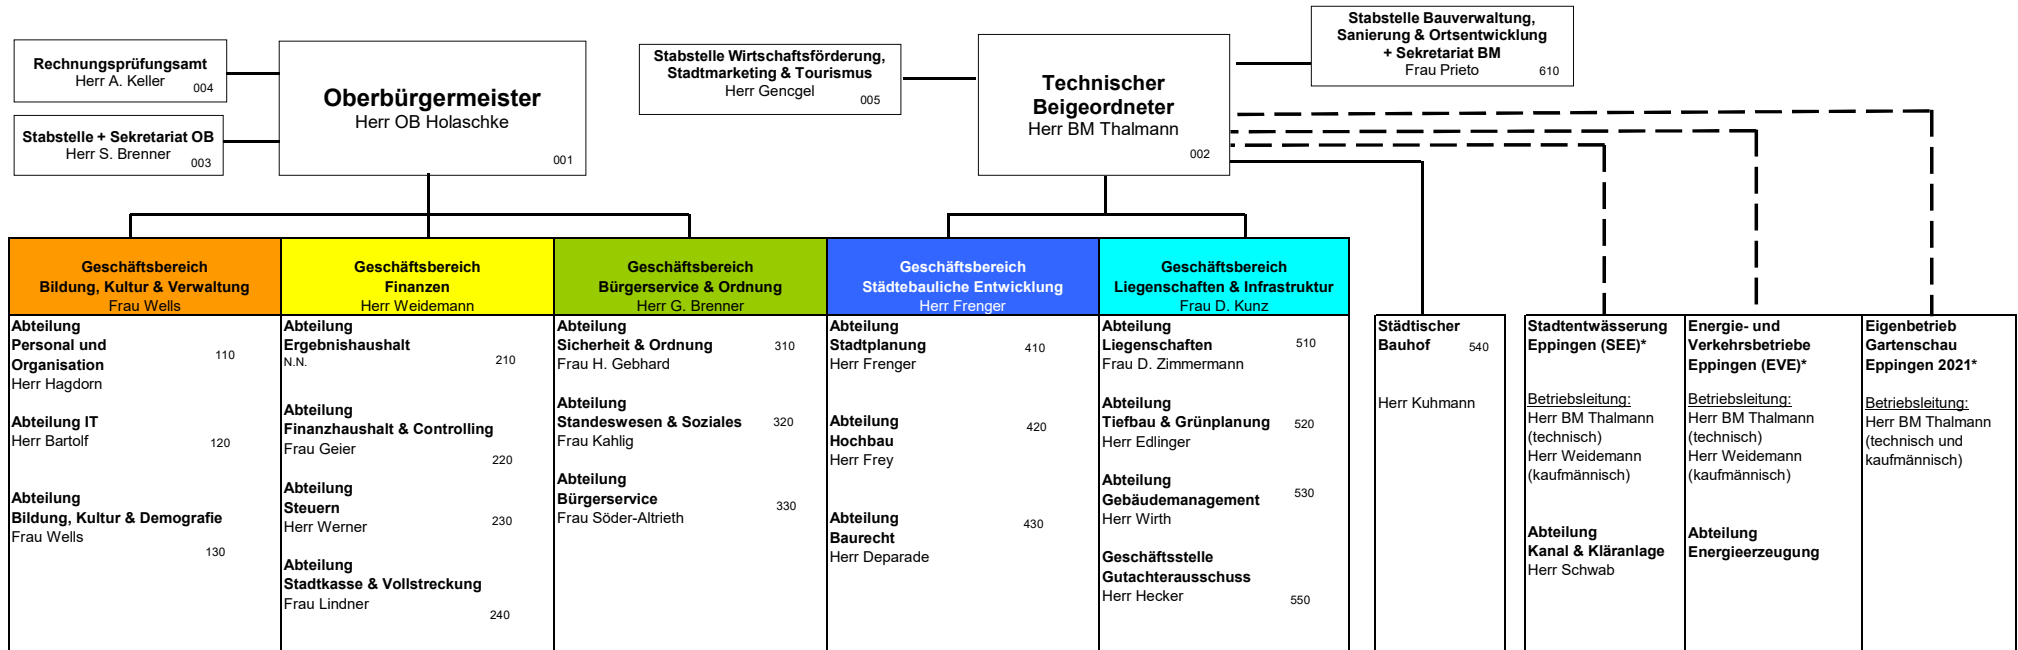 Rechnungsprüfungsamt
Herr A. Keller
004
Stabstelle + Sekretariat OB
Herr S. Brenner
003
Oberbürgermeister
Herr OB Holaschke
001
Stabstelle Wirtschaftsförderung,
Stadtmarketing & Tourismus
Herr Gencgel
005
Technischer
Beigeordneter
Herr BM Thalmann
002
Stabstelle Bauverwaltung,
Sanierung & Ortsentwicklung
+ Sekretariat BM
Frau Prieto
610
Geschäftsbereich
Bildung, Kultur & Verwaltung
Frau Wells
Abteilung
Personal und
Organisation
110
Herr Hagdorn
Abteilung IT
Herr Bartolf
120
Abteilung
Bildung, Kultur & Demografie
Frau Wells
130
Geschäftsbereich
Finanzen
Herr Weidemann
Abteilung
Ergebnishaushalt
N.N.
210
Abteilung
Finanzhaushalt & Controlling
Frau Geier
220
Abteilung
Steuern
Herr Werner
230
Abteilung
Stadtkasse & Vollstreckung
Frau Lindner
240
Geschäftsbereich
Bürgerservice & Ordnung
Herr G. Brenner
Abteilung
Sicherheit & Ordnung
310
Frau H. Gebhard
Abteilung
Standeswesen & Soziales
320
Frau Kahlig
Abteilung
Bürgerservice
330
Frau Söder-Altrieth
Geschäftsbereich
Städtebauliche Entwicklung
Herr Frenger
Abteilung
Stadtplanung
410
Herr Frenger
Abteilung
Hochbau
420
Herr Frey
Abteilung
Baurecht
430
Herr Deparade
Geschäftsbereich
Liegenschaften & Infrastruktur
Frau D. Kunz
Abteilung
Liegenschaften
510
Frau D. Zimmermann
Abteilung
Tiefbau & Grünplanung
520
Herr Edlinger
Abteilung
Gebäudemanagement
530
Herr Wirth
Geschäftsstelle
Gutachterausschuss
Herr Hecker
550
Städtischer
Bauhof
540
Herr Kuhmann
Stadtentwässerung
Eppingen (SEE)*
Betriebsleitung:
Herr BM Thalmann
(technisch)
Herr Weidemann
(kaufmännisch)
Abteilung
Kanal & Kläranlage
Herr Schwab
Energie- und
Verkehrsbetriebe
Eppingen (EVE)*
Betriebsleitung:
Herr BM Thalmann
(technisch)
Herr Weidemann
(kaufmännisch)
Abteilung
Energieerzeugung
Eigenbetrieb
Gartenschau
Eppingen 2021*
Betriebsleitung:
Herr BM Thalmann
(technisch und
kaufmännisch)